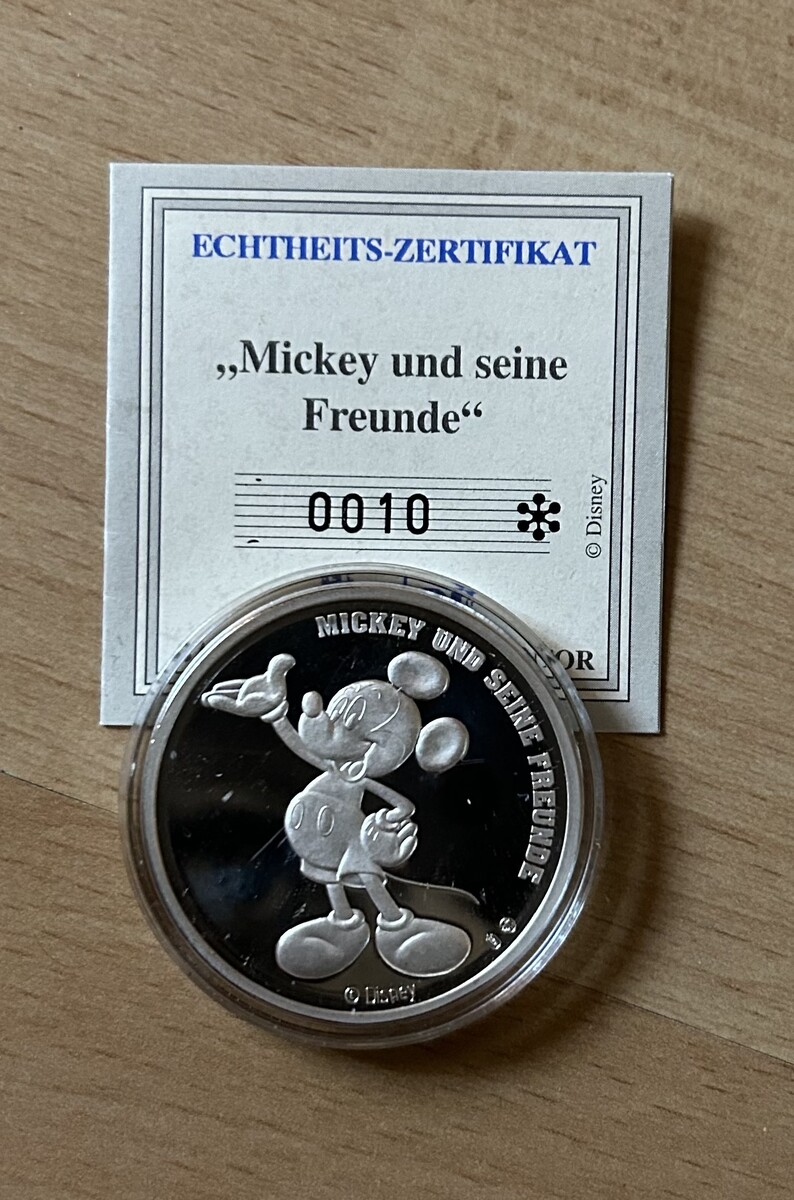 ECHTHEITS-ZERTIFIKAT
„Mickey und seine
Freunde“
0010
© Disney
MICKEY UND SEINE FREUNDE
© Disney